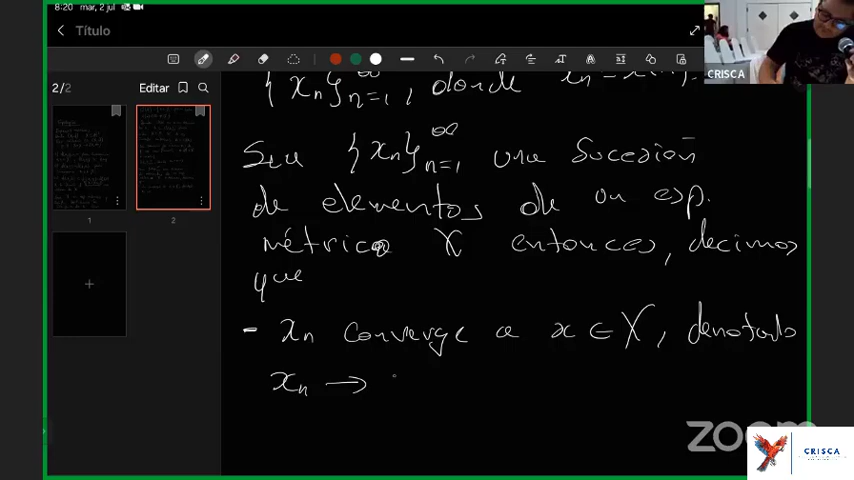 8:20 mar, 2 jul
Título
CRISCA
2/2
Editar
{xₙ}ₙ₌₁^∞, donde
Sea {xₙ}ₙ₌₁^∞ una sucesión
de elementos de un esp.
métrico X entonces, decimos
que
- xₙ converge a x ∈ X, denotado
xₙ →
1
2
zoom
CRISCA